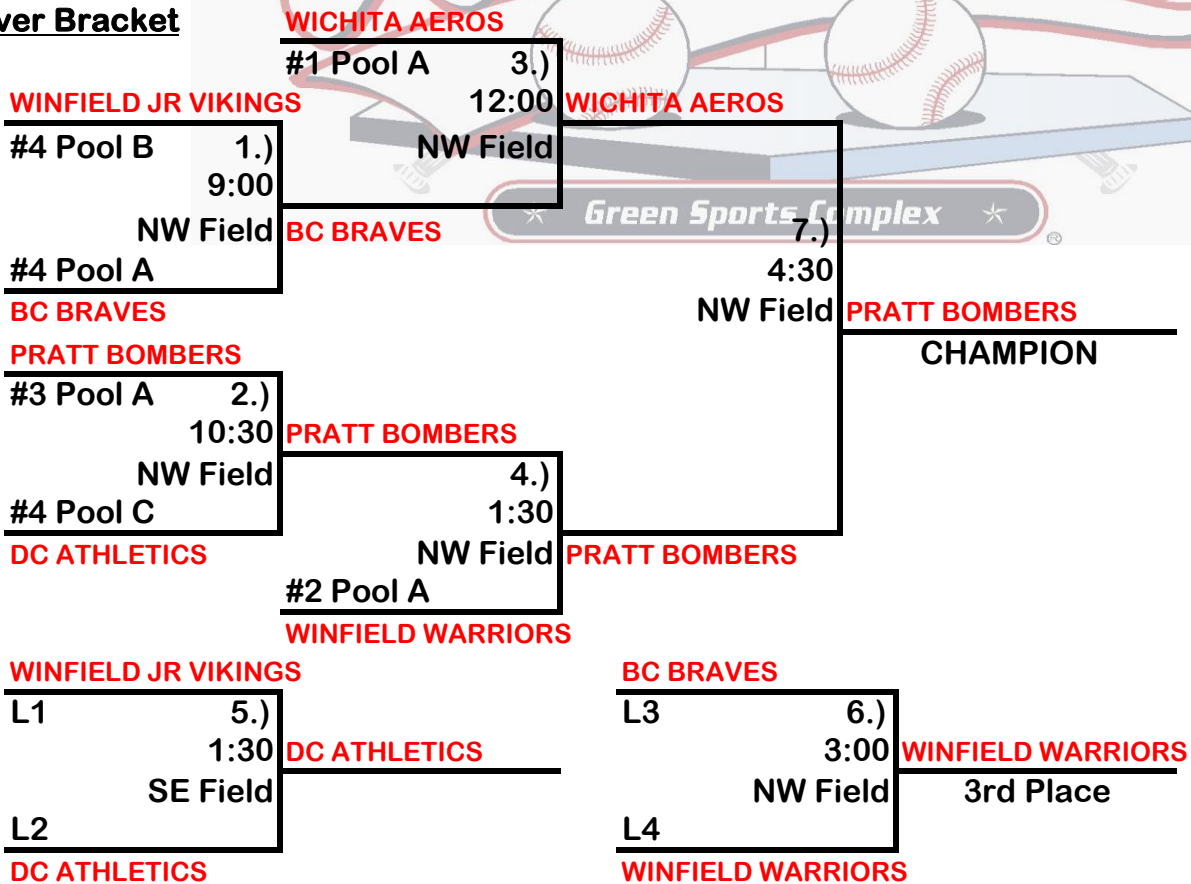 ver Bracket
WICHITA AEROS
#1 Pool A 3.)
WINFIELD JR VIKINGS 12:00 WICHITA AEROS
#4 Pool B 1.) NW Field
9:00
Green Sports Complex ®
NW Field BC BRAVES 7.)
#4 Pool A 4:30
BC BRAVES NW Field PRATT BOMBERS
PRATT BOMBERS CHAMPION
#3 Pool A 2.)
10:30 PRATT BOMBERS
NW Field 4.)
#4 Pool C 1:30
DC ATHLETICS NW Field PRATT BOMBERS
#2 Pool A
WINFIELD WARRIORS
WINFIELD JR VIKINGS BC BRAVES
L1 5.) L3 6.)
1:30 DC ATHLETICS 3:00 WINFIELD WARRIORS
SE Field NW Field 3rd Place
L2 L4
DC ATHLETICS WINFIELD WARRIORS